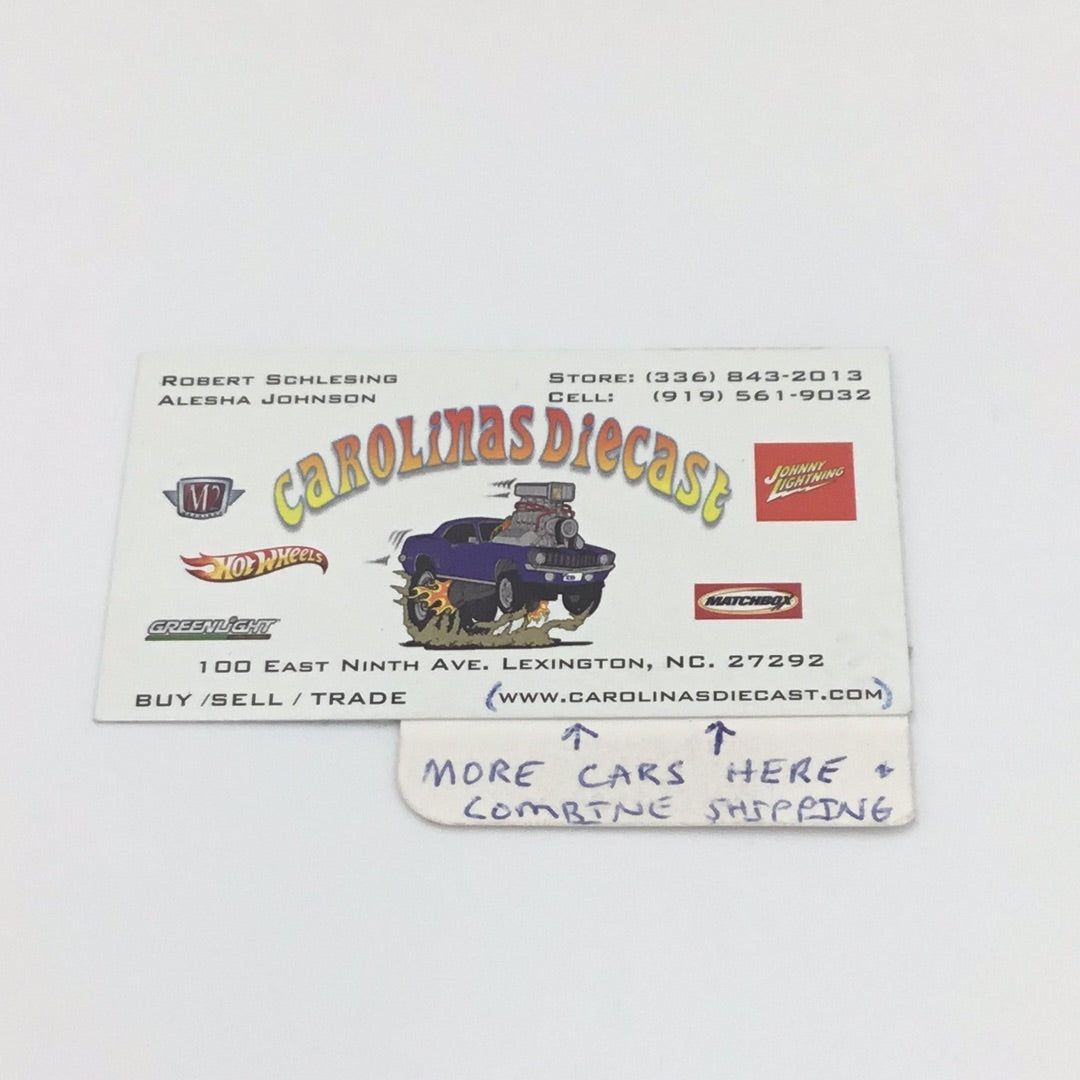 ROBERT SCHLESING
ALESHA JOHNSON
STORE: (336) 843-2013
CELL: (919) 561-9032
CAROLINAS DIECAST
M2
JOHNNY LIGHTNING
HOT WHEELS
MATCHBOX
GREENLIGHT
100 EAST NINTH AVE. LEXINGTON, NC. 27292
BUY /SELL / TRADE
(WWW.CAROLINASDIECAST.COM)
↑ ↑
MORE CARS HERE +
COMBINE SHIPPING